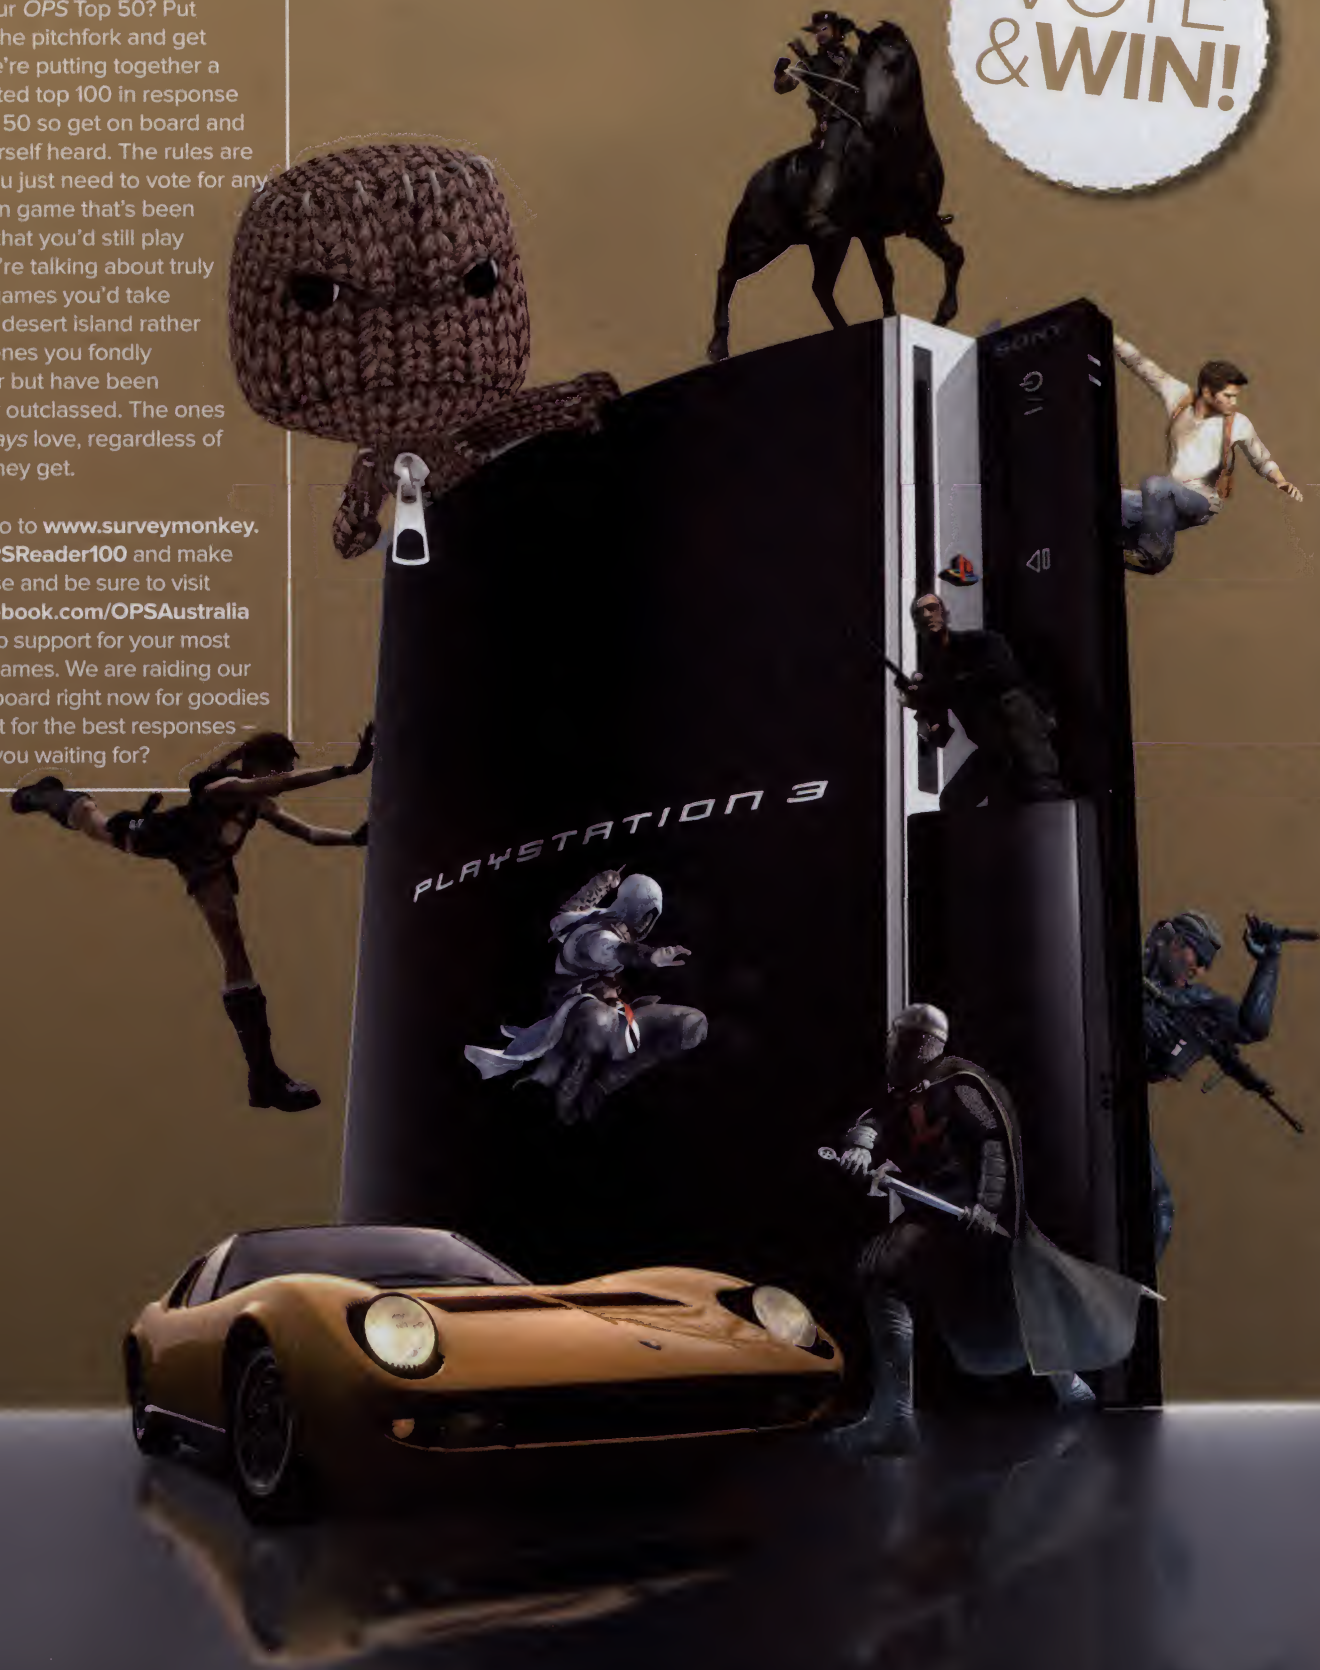 ur OPS Top 50? Put
he pitchfork and get
e're putting together a
ted top 100 in response
50 so get on board and
rself heard. The rules are
u just need to vote for any
n game that's been
that you'd still play
're talking about truly
ames you'd take
desert island rather
nes you fondly
r but have been
outclassed. The ones
ays love, regardless of
hey get.
o to www.surveymonkey.
PSReader100 and make
se and be sure to visit
book.com/OPSAustralia
p support for your most
ames. We are raiding our
board right now for goodies
t for the best responses –
you waiting for?
VOTE
&WIN!
SONY
PLAYSTATION 3